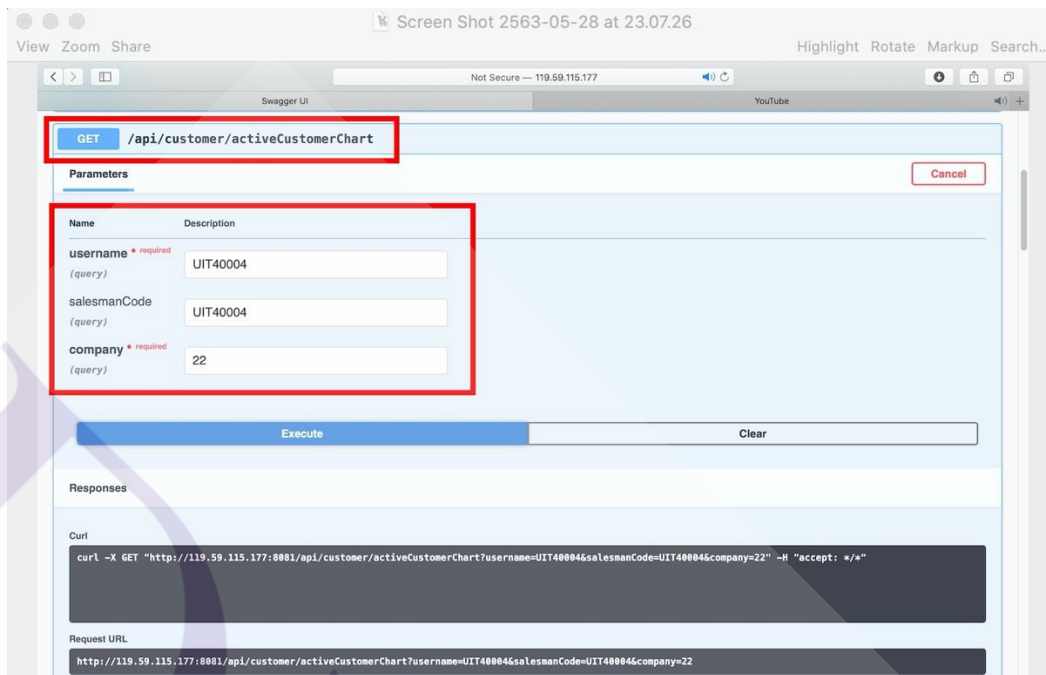 Screen Shot 2563-05-28 at 23.07.26
View Zoom Share Highlight Rotate Markup Search...
Not Secure — 119.59.115.177
Swagger UI YouTube
GET /api/customer/activeCustomerChart
Parameters Cancel
Name Description
username * required
(query)
UIT40004
salesmanCode
(query)
UIT40004
company * required
(query)
22
Execute Clear
Responses
Curl
curl -X GET "http://119.59.115.177:8081/api/customer/activeCustomerChart?username=UIT40004&salesmanCode=UIT40004&company=22" -H "accept: */*"
Request URL
http://119.59.115.177:8081/api/customer/activeCustomerChart?username=UIT40004&salesmanCode=UIT40004&company=22